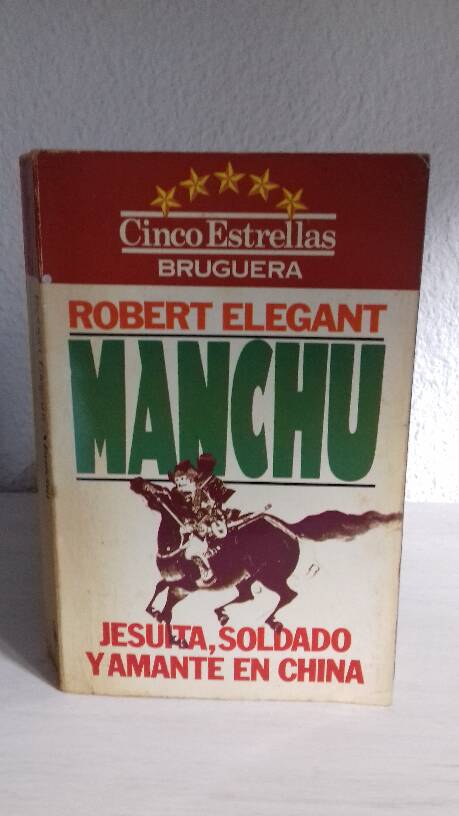 Cinco Estrellas
BRUGUERA
ROBERT ELEGANT
MANCHU
JESUITA, SOLDADO
Y AMANTE EN CHINA